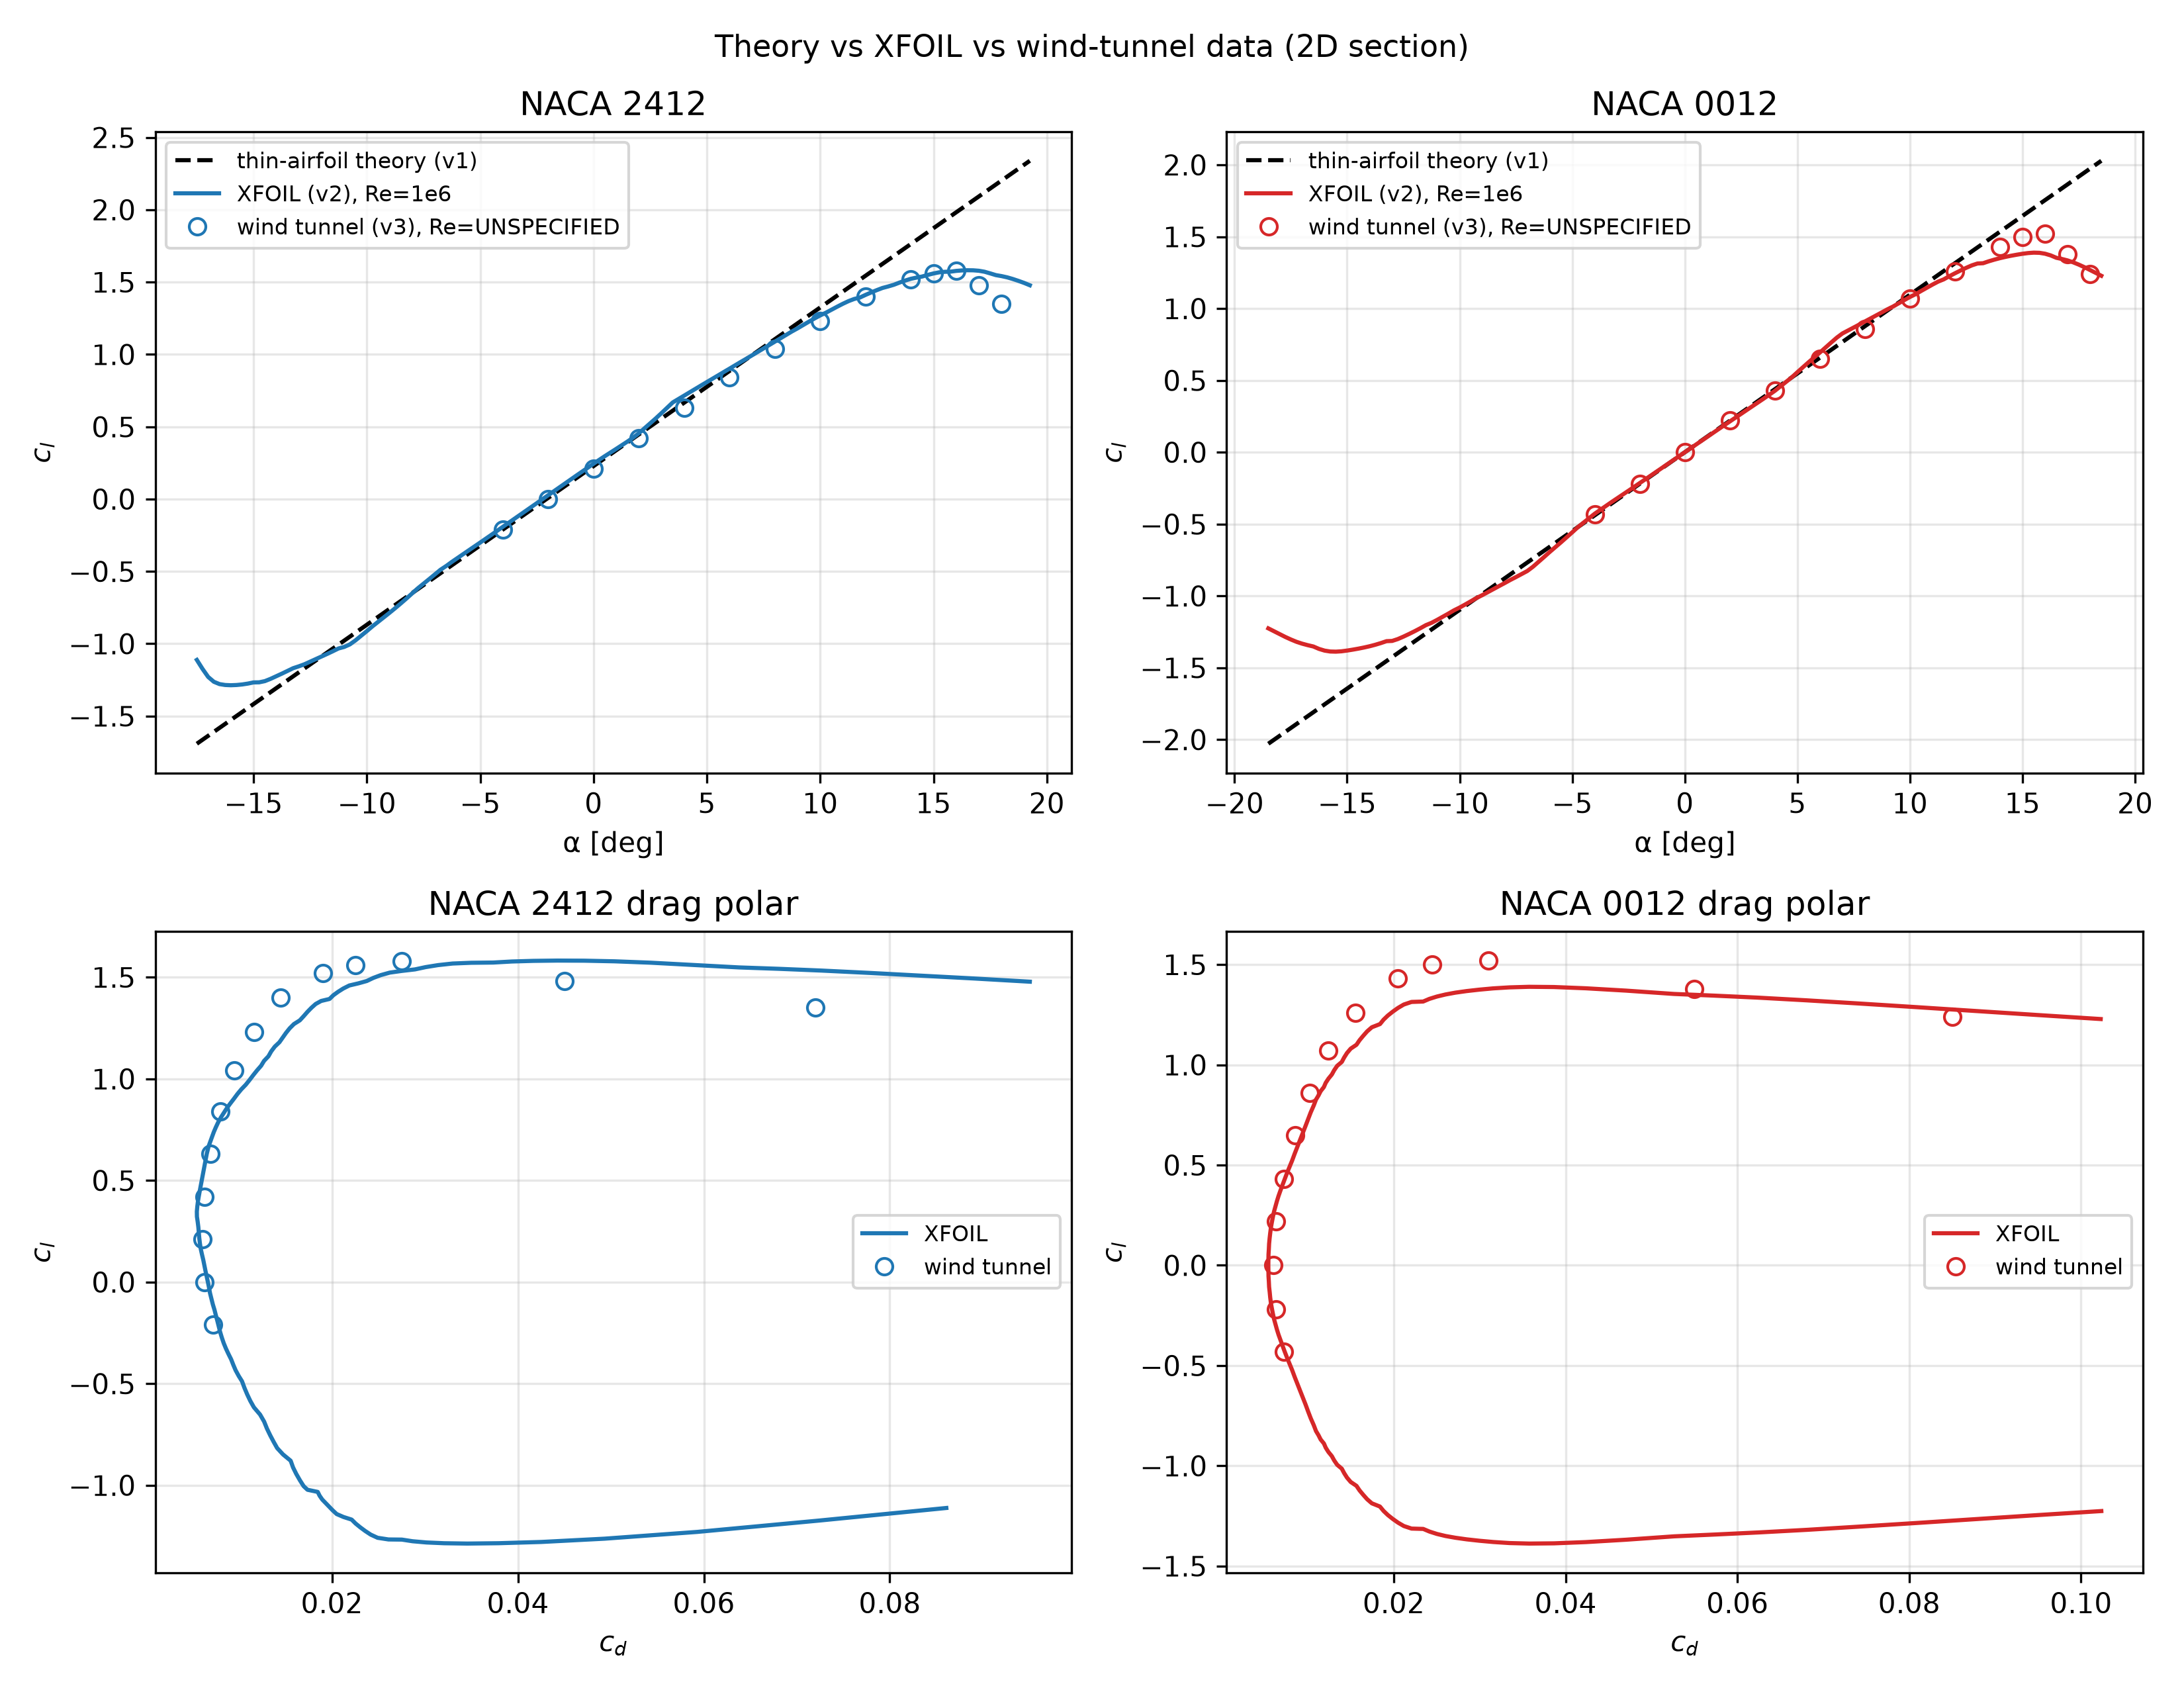 Theory vs XFOIL vs wind-tunnel data (2D section)
NACA 2412
2.5
2.0
1.5
1.0
0.5
0.0
−0.5
−1.0
−1.5
cl
thin-airfoil theory (v1)
XFOIL (v2), Re=1e6
wind tunnel (v3), Re=UNSPECIFIED
−15 −10 −5 0 5 10 15 20
α [deg]
NACA 0012
2.0
1.5
1.0
0.5
0.0
−0.5
−1.0
−1.5
−2.0
cl
thin-airfoil theory (v1)
XFOIL (v2), Re=1e6
wind tunnel (v3), Re=UNSPECIFIED
−20 −15 −10 −5 0 5 10 15 20
α [deg]
NACA 2412 drag polar
1.5
1.0
0.5
0.0
−0.5
−1.0
cl
XFOIL
wind tunnel
0.02 0.04 0.06 0.08
cd
NACA 0012 drag polar
1.5
1.0
0.5
0.0
−0.5
−1.0
−1.5
cl
XFOIL
wind tunnel
0.02 0.04 0.06 0.08 0.10
cd